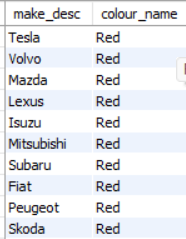 make_desc colour_name
Tesla Red
Volvo Red
Mazda Red
Lexus Red
Isuzu Red
Mitsubishi Red
Subaru Red
Fiat Red
Peugeot Red
Skoda Red